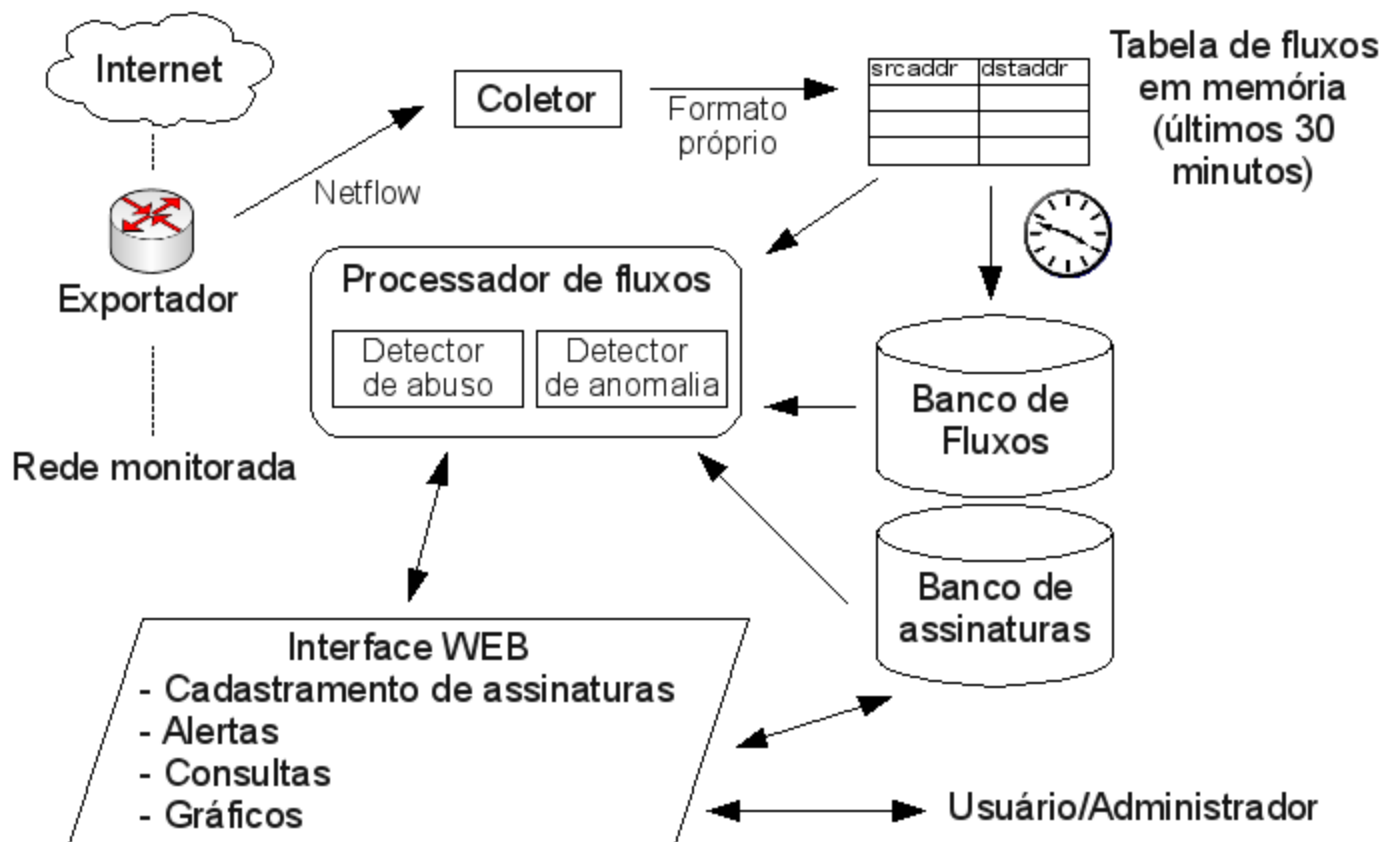 Internet
Coletor
Formato
próprio
srcaddr dstaddr
Tabela de fluxos
em memória
(últimos 30
minutos)
Netflow
Exportador
Rede monitorada
Processador de fluxos
Detector
de abuso
Detector
de anomalia
Banco de
Fluxos
Banco de
assinaturas
Interface WEB
- Cadastramento de assinaturas
- Alertas
- Consultas
- Gráficos
Usuário/Administrador